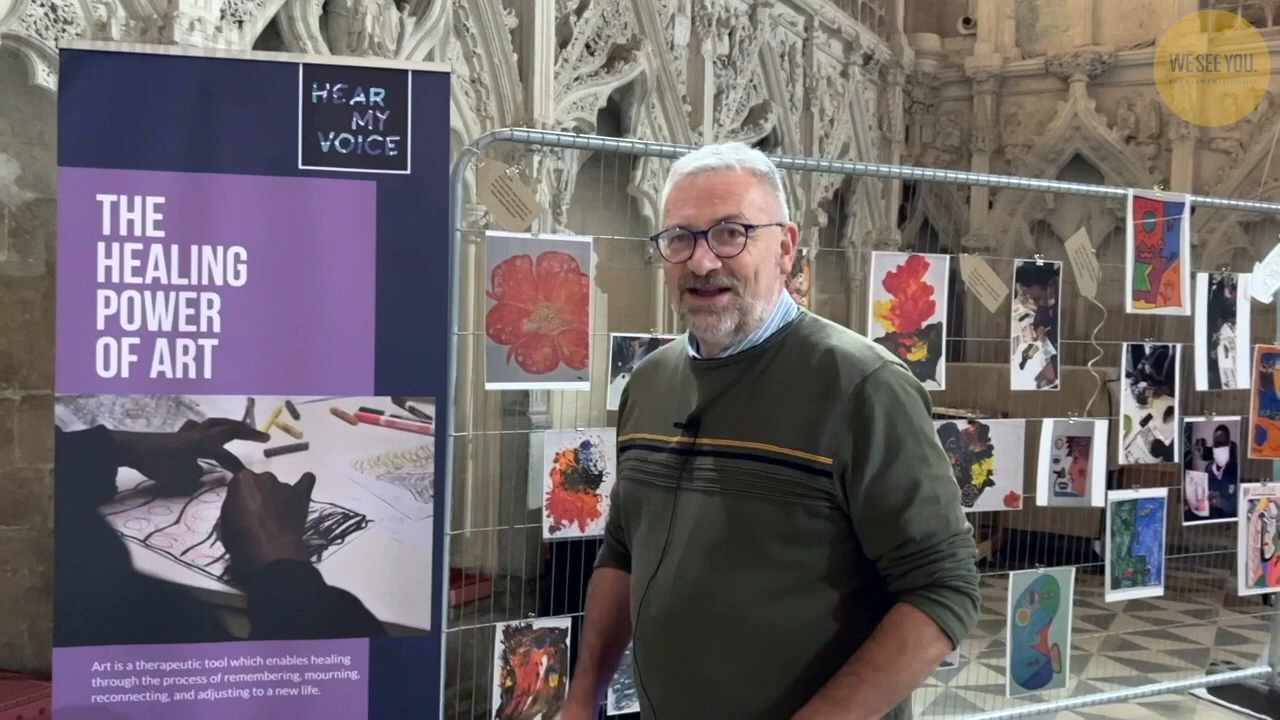 HEAR
MY
VOICE
THE
HEALING
POWER
OF ART
Art is a therapeutic tool which enables healing
through the process of remembering, mourning,
reconnecting, and adjusting to a new life.
WE SEE YOU.